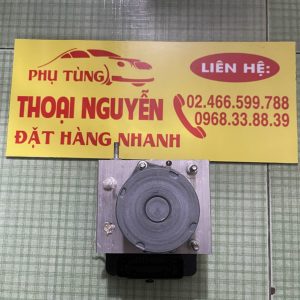 PHỤ TÙNG
LIÊN HỆ:
THOẠI NGUYỄN
02.466.599.788
0968.33.88.39
ĐẶT HÀNG NHANH